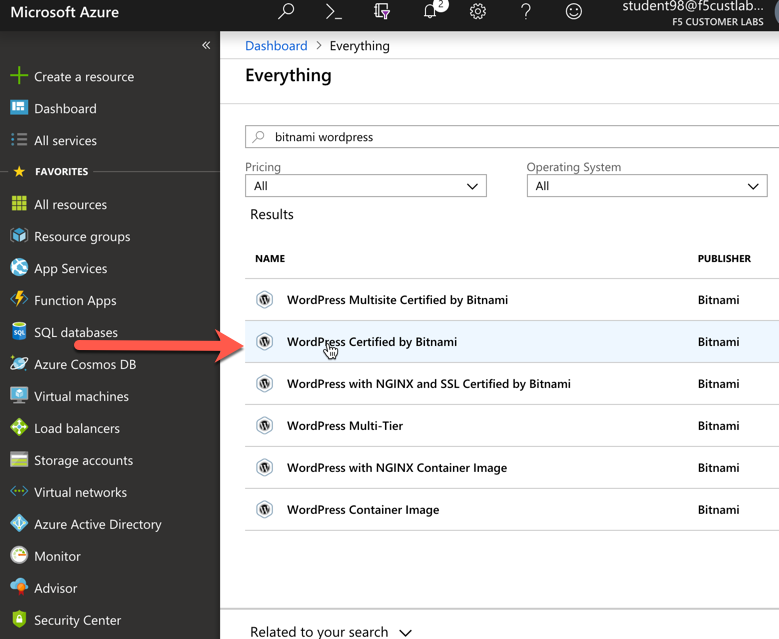 Microsoft Azure
2
student98@f5custlab...
F5 CUSTOMER LABS
«
Create a resource
Dashboard
All services
FAVORITES
All resources
Resource groups
App Services
Function Apps
SQL databases
Azure Cosmos DB
Virtual machines
Load balancers
Storage accounts
Virtual networks
Azure Active Directory
Monitor
Advisor
Security Center
Dashboard > Everything
Everything
bitnami wordpress
Pricing
All
Operating System
All
Results
NAME PUBLISHER
WordPress Multisite Certified by Bitnami Bitnami
WordPress Certified by Bitnami Bitnami
WordPress with NGINX and SSL Certified by Bitnami Bitnami
WordPress Multi-Tier Bitnami
WordPress with NGINX Container Image Bitnami
WordPress Container Image Bitnami
Related to your search